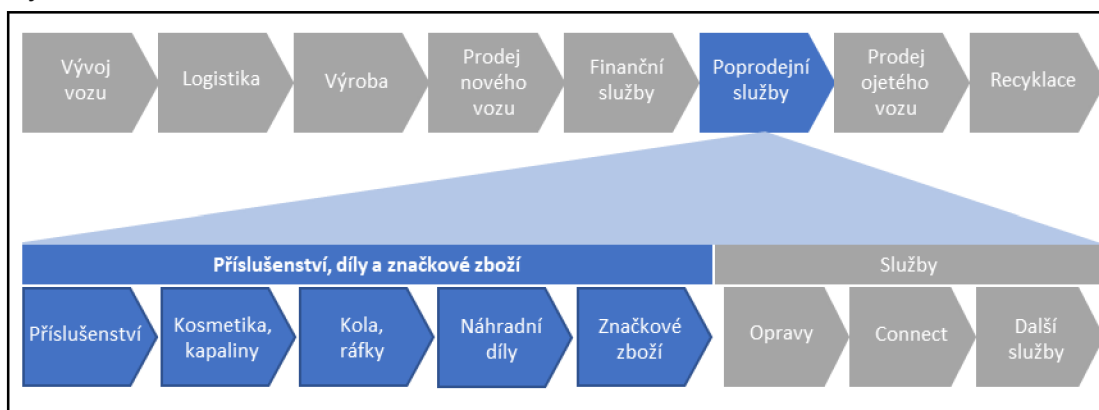 Vývoj
vozu
Logistika
Výroba
Prodej
nového
vozu
Finanční
služby
Poprodejní
služby
Prodej
ojetého
vozu
Recyklace
Příslušenství, díly a značkové zboží
Služby
Příslušenství
Kosmetika,
kapaliny
Kola,
ráfky
Náhradní
díly
Značkové
zboží
Opravy
Connect
Další
služby